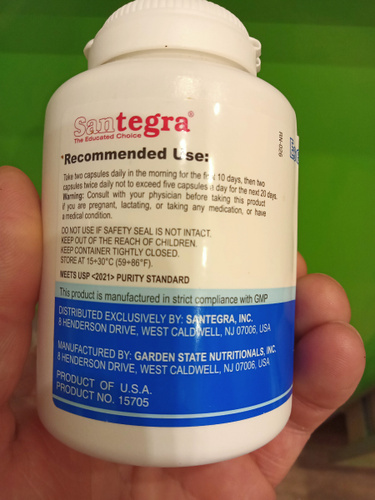 Santegra®
The Educated Choice
*Recommended Use:
Take two capsules daily in the morning for the first 10 days, then two
capsules twice daily not to exceed five capsules a day for the next 20 days.
Warning: Consult with your physician before taking this product
if you are pregnant, lactating, or taking any medication, or have
a medical condition.
DO NOT USE IF SAFETY SEAL IS NOT INTACT.
KEEP OUT OF THE REACH OF CHILDREN.
KEEP CONTAINER TIGHTLY CLOSED.
STORE AT 15+30°C (59+86°F).
MEETS USP <2021> PURITY STANDARD
This product is manufactured in strict compliance with GMP
DISTRIBUTED EXCLUSIVELY BY: SANTEGRA, INC.
8 HENDERSON DRIVE, WEST CALDWELL, NJ 07006, USA
MANUFACTURED BY: GARDEN STATE NUTRITIONALS, INC.
8 HENDERSON DRIVE, WEST CALDWELL, NJ 07006, USA
PRODUCT OF U.S.A.
PRODUCT NO. 15705